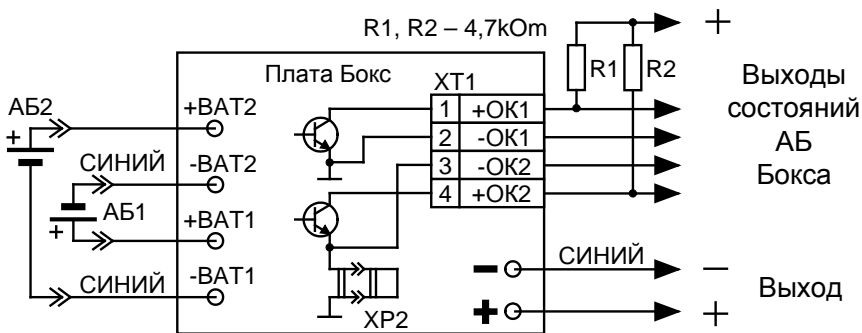 R1, R2 – 4,7kOm
+
Плата Бокс
XT1
R1
R2
Выходы
состояний
АБ
Бокса
АБ2
+
+BAT2
1 +OK1
2 -OK1
СИНИЙ
-BAT2
3 -OK2
4 +OK2
АБ1
+
+BAT1
СИНИЙ
-BAT1
−
СИНИЙ
−
Выход
+
+
XP2